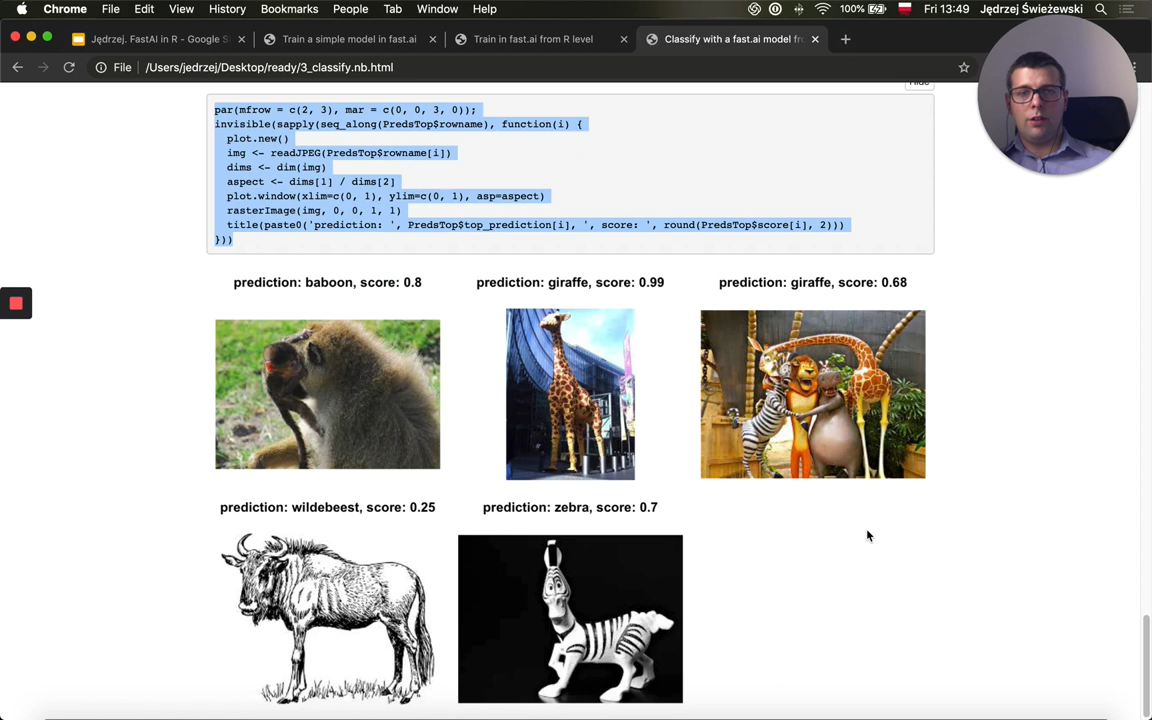 Chrome File Edit View History Bookmarks People Tab Window Help 100% Fri 13:49 Jędrzej Świeżewski
Jędrzej. FastAI in R - Google S
Train a simple model in fast.ai
Train in fast.ai from R level
Classify with a fast.ai model fr
File /Users/jedrzej/Desktop/ready/3_classify.nb.html
par(mfrow = c(2, 3), mar = c(0, 0, 3, 0));
invisible(sapply(seq_along(PredsTop$rowname), function(i) {
  plot.new()
  img <- readJPEG(PredsTop$rowname[i])
  dims <- dim(img)
  aspect <- dims[1] / dims[2]
  plot.window(xlim=c(0, 1), ylim=c(0, 1), asp=aspect)
  rasterImage(img, 0, 0, 1, 1)
  title(paste0('prediction: ', PredsTop$top_prediction[i], ', score: ', round(PredsTop$score[i], 2)))
}))
prediction: baboon, score: 0.8
prediction: giraffe, score: 0.99
prediction: giraffe, score: 0.68
prediction: wildebeest, score: 0.25
prediction: zebra, score: 0.7